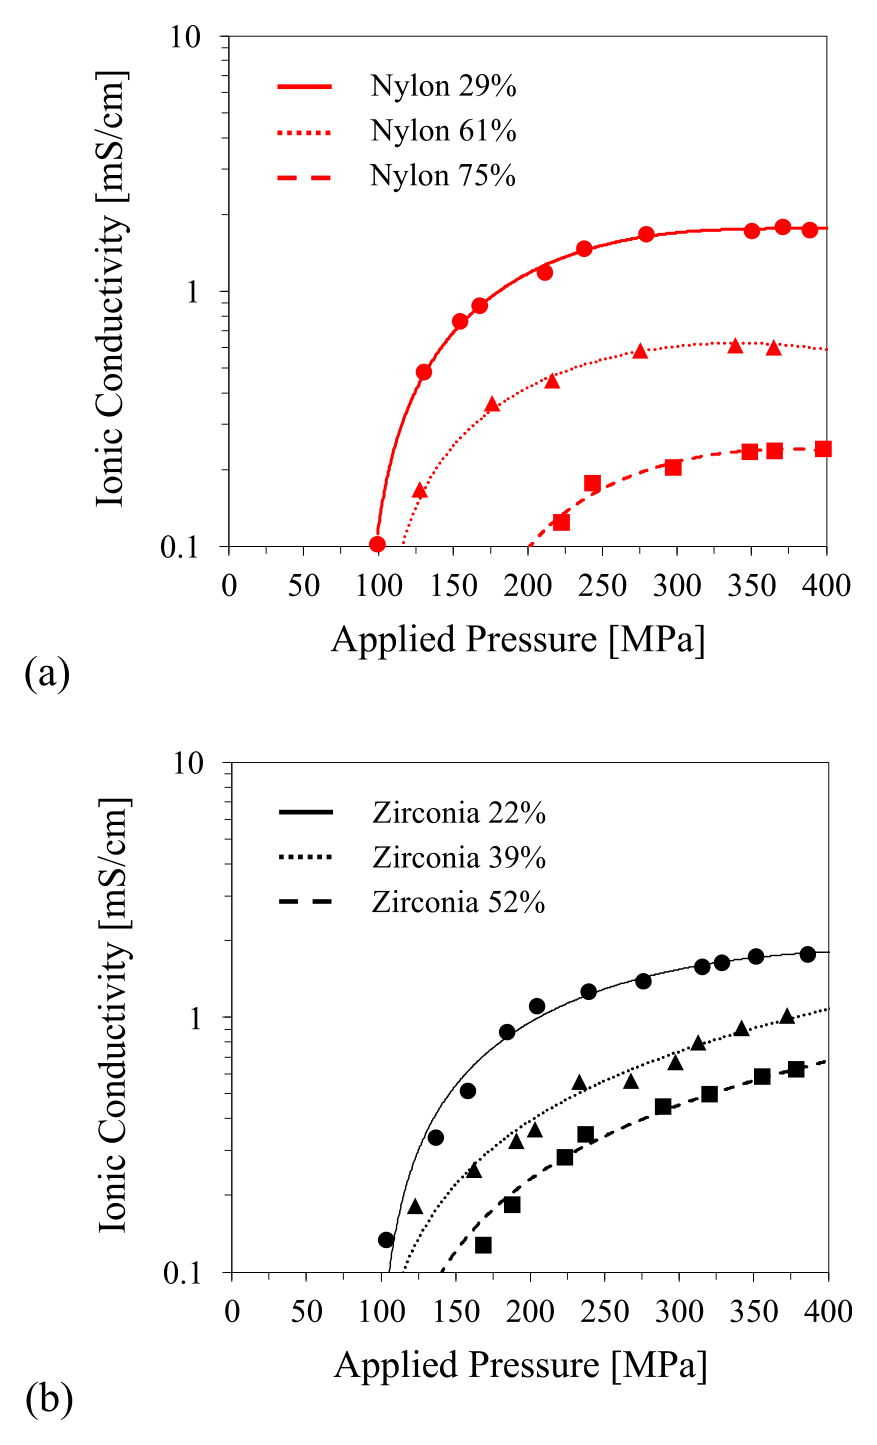 10
Nylon 29%
Nylon 61%
Nylon 75%
1
0.1
0 50 100 150 200 250 300 350 400
Ionic Conductivity [mS/cm]
Applied Pressure [MPa]
(a)
10
Zirconia 22%
Zirconia 39%
Zirconia 52%
1
0.1
0 50 100 150 200 250 300 350 400
Ionic Conductivity [mS/cm]
Applied Pressure [MPa]
(b)